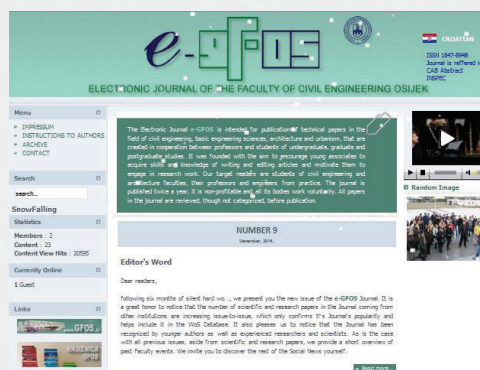 e-gFOS
CROATIAN
ISSN 1847-8948
Journal is reffered in
CAB Abstract
INSPEC
ELECTRONIC JOURNAL OF THE FACULTY OF CIVIL ENGINEERING OSIJEK
Menu
IMPRESSUM
INSTRUCTIONS TO AUTHORS
ARCHIVE
CONTACT
Search
search...
SnowFalling
Statistics
Members : 2
Content : 23
Content View Hits : 20595
Currently Online
1 Guest
Links
GFOS
KNJIŽNICA
GFOS
The Electronic Journal e-GFOS is intended for publication of technical papers in the
field of civil engineering, basic engineering sciences, architecture and urbanism, that are
created in cooperation between professors and students of undergraduate, graduate and
postgraduate studies. It was founded with the aim to encourage young associates to
acquire skills and knowledge of writing and editing articles and motivate them to
engage in research work. Our target readers are students of civil engineering and
architecture faculties, their professors and engineers from practice. The journal is
published twice a year, it is non-profitable and all its bodies work voluntarily. All papers
in the journal are reviewed, though not categorized, before publication.
NUMBER 9
December, 2014.
Editor's Word
Dear readers,
Following six months of silent hard wo .., we present you the new issue of the e-GFOS Journal. It is
a great honor to notice that the number of scientific and research papers in the Journal coming from
other institutions are increasing issue-to-issue, which only confirms the Journal's popularity and
helps include it in the WoS Database. It also pleases us to notice that the Journal has been
recognized by younger authors as well as experienced researchers and scientists. As is the case
with all previous issues, aside from scientific and research papers, we provide a short overview of
past Faculty events. We invite you to discover the rest of the Social News yourself.
Read more...
Random Image